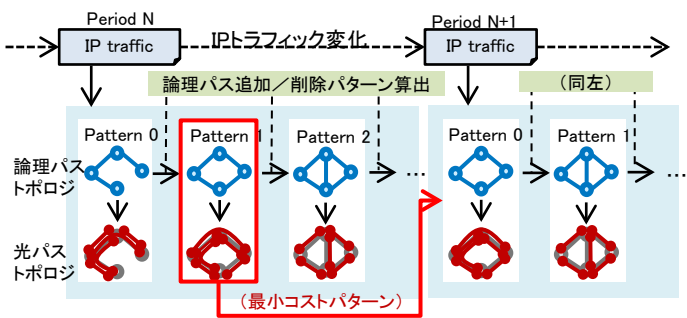 Period N
Period N+1
IP traffic
IPトラフィック変化
IP traffic
論理パス追加／削除パターン算出
（同左）
Pattern 0
Pattern 1
Pattern 2
Pattern 0
Pattern 1
論理パス
トポロジ
…
…
光パス
トポロジ
（最小コストパターン）